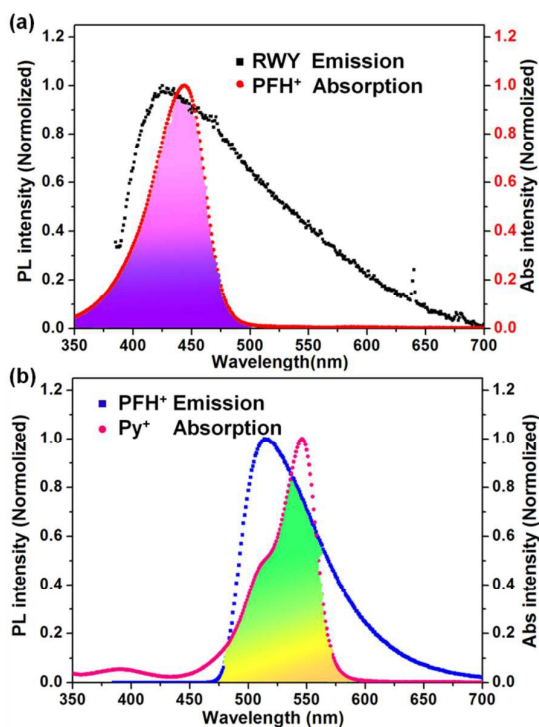 (a)
RWY Emission
PFH⁺ Absorption
PL intensity (Normolized)
Abs intensity (Normolized)
1.0
0.8
0.6
0.4
0.2
0.0
1.0
0.8
0.6
0.4
0.2
0.0
350 400 450 500 550 600 650 700
Wavelength(nm)
(b)
PFH⁺ Emission
Py⁺ Absorption
PL intensity (Normolized)
Abs intensity (Normolized)
1.2
1.0
0.8
0.6
0.4
0.2
0.0
1.2
1.0
0.8
0.6
0.4
0.2
0.0
350 400 450 500 550 600 650 700
Wavelength (nm)